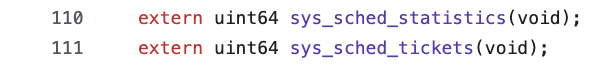 110 extern uint64 sys_sched_statistics(void);
111 extern uint64 sys_sched_tickets(void);